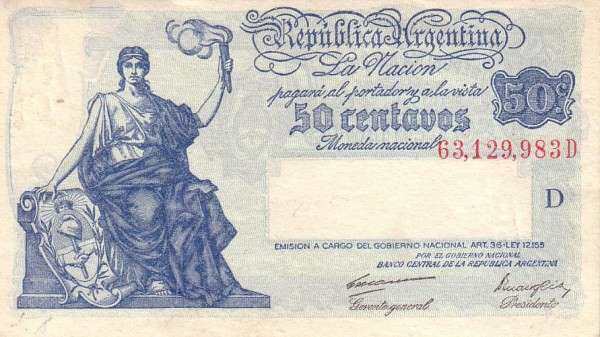 República Argentina
La Nación
pagará al portador y a la vista
50 centavos
50c.
Moneda nacional
63,129,983D
D
EMISION A CARGO DEL GOBIERNO NACIONAL ART. 36-LEY 12.155
POR EL GOBIERNO NACIONAL
BANCO CENTRAL DE LA REPUBLICA ARGENTINA
Gerente general
Presidente